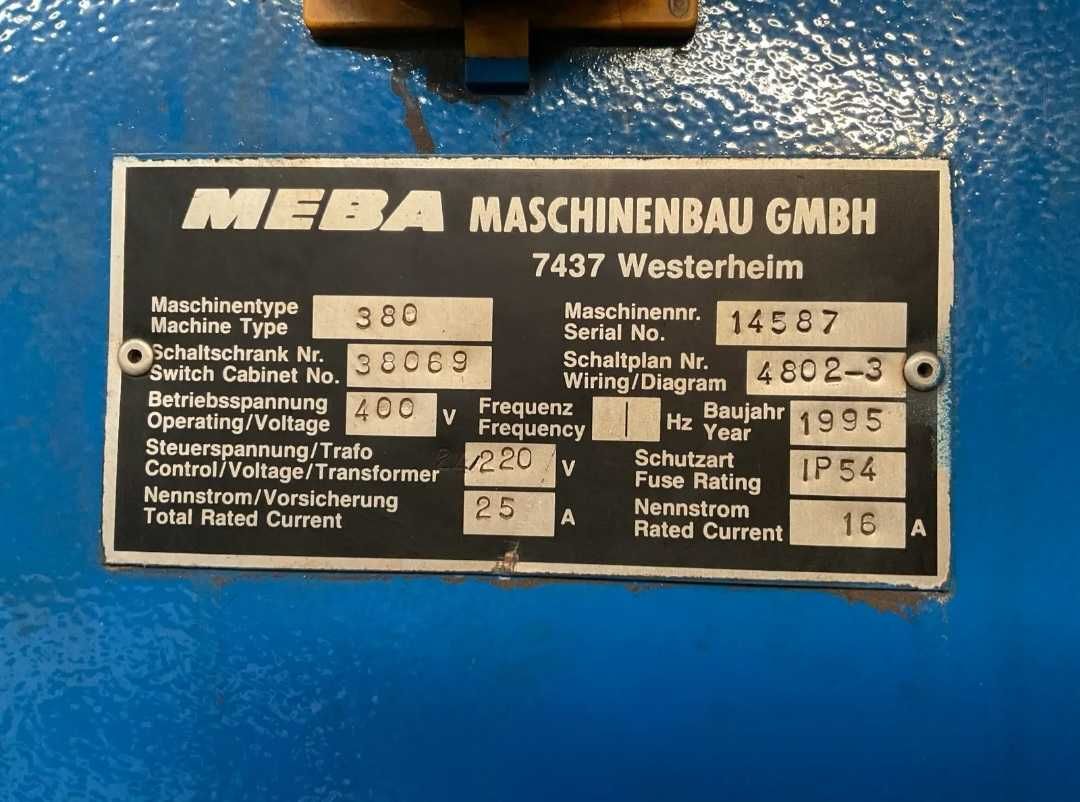 MEBA MASCHINENBAU GMBH
7437 Westerheim
Maschinentype
Machine Type 380
Maschinennr.
Serial No. 14587
Schaltschrank Nr.
Switch Cabinet No. 38069
Schaltplan Nr.
Wiring/Diagram 4802-3
Betriebsspannung
Operating/Voltage 400 V
Frequenz
Frequency Hz
Baujahr
Year 1995
Steuerspannung/Trafo
Control/Voltage/Transformer /220 V
Schutzart
Fuse Rating IP54
Nennstrom/Vorsicherung
Total Rated Current 25 A
Nennstrom
Rated Current 16 A